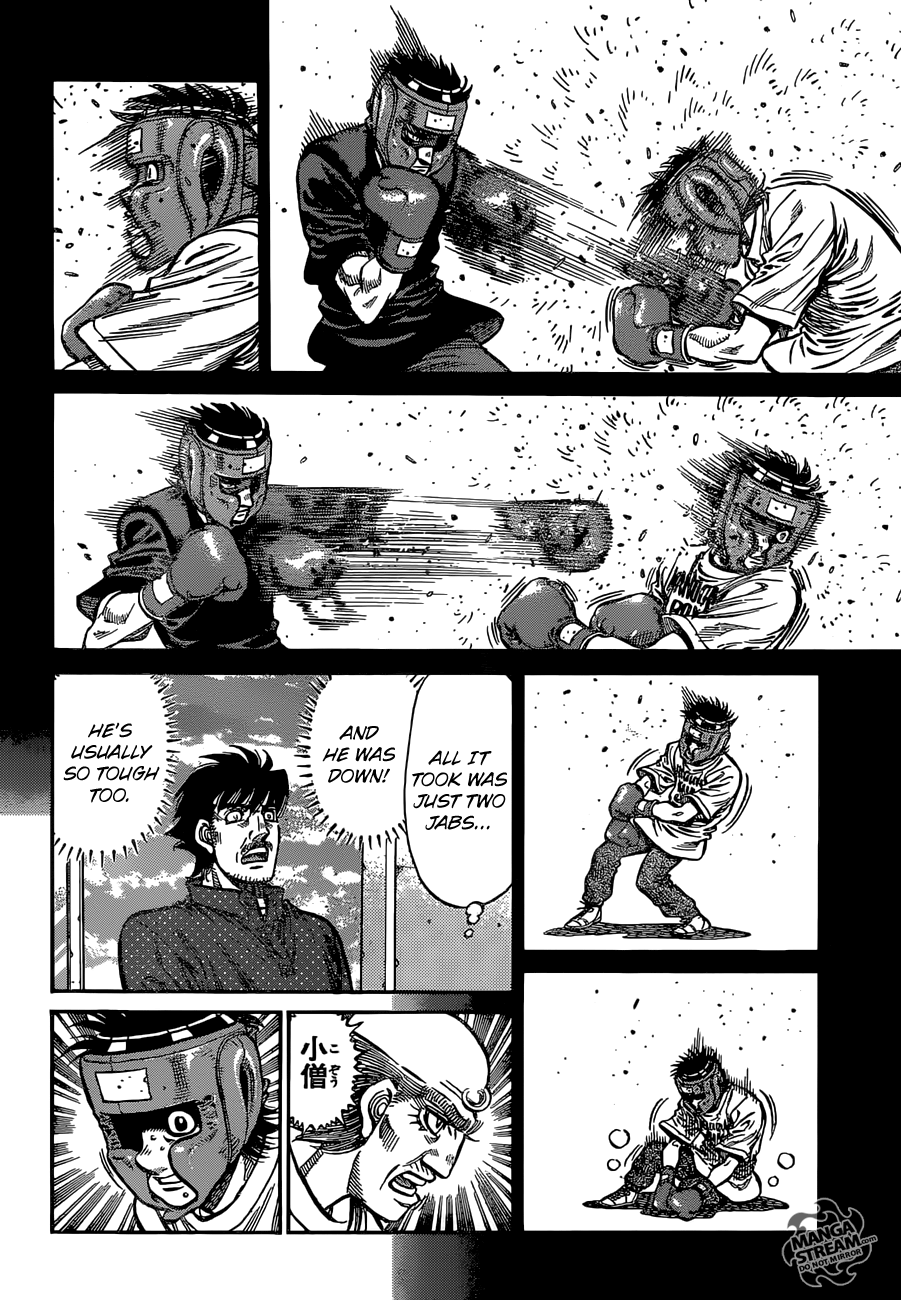 ALL IT
TOOK WAS
JUST TWO
JABS...
AND
HE WAS
DOWN!
HE'S
USUALLY
SO TOUGH
TOO.
小僧
こ
ぞう
MANGA
STREAM.com
DO NOT MIRROR